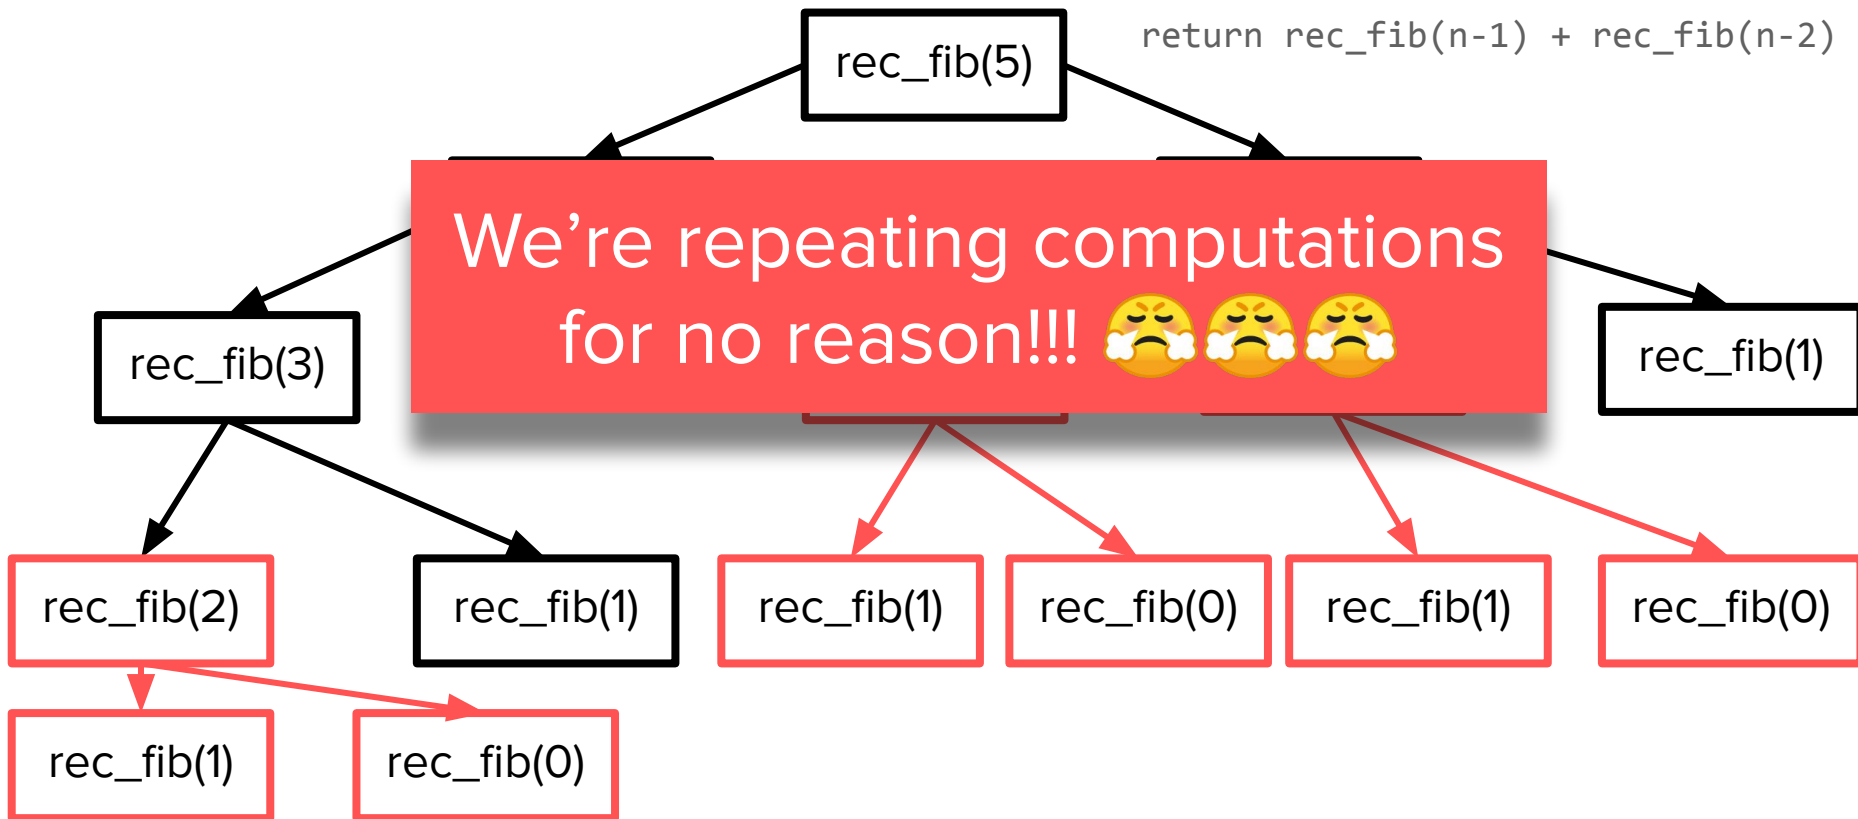 rec_fib(5)
return rec_fib(n-1) + rec_fib(n-2)
We’re repeating computations
for no reason!!! 😤😤😤
rec_fib(3)
rec_fib(1)
rec_fib(2)
rec_fib(1)
rec_fib(1)
rec_fib(0)
rec_fib(1)
rec_fib(0)
rec_fib(1)
rec_fib(0)